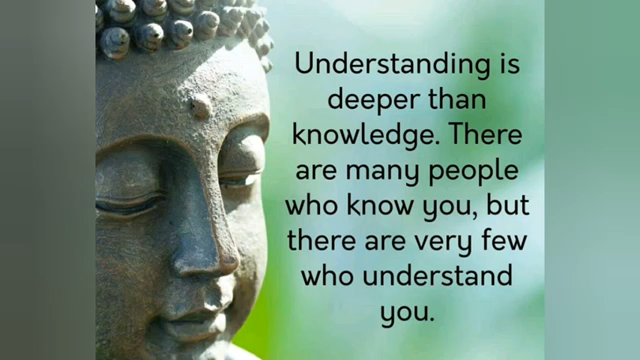 Understanding is
deeper than
knowledge. There
are many people
who know you, but
there are very few
who understand
you.